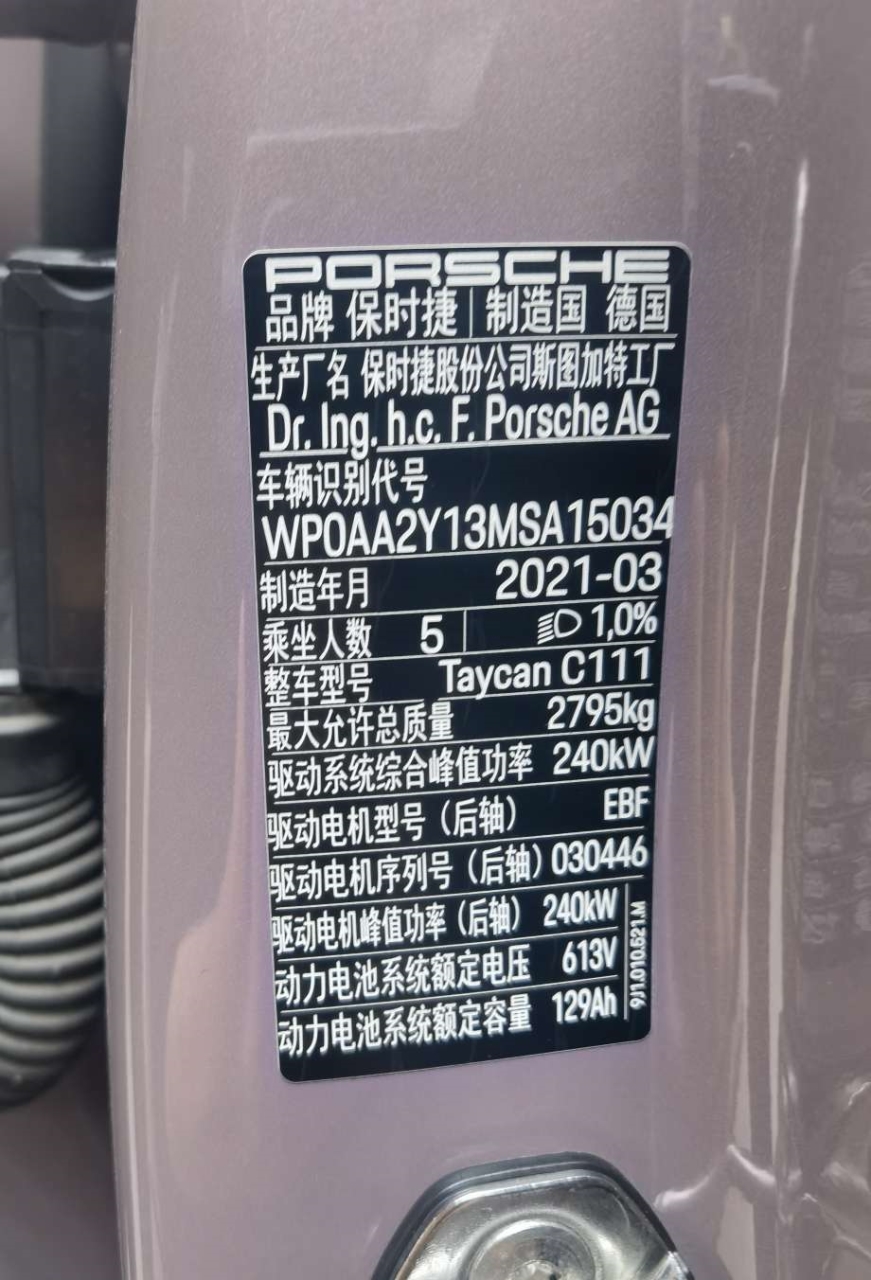 PORSCHE
品牌 保时捷 制造国 德国
生产厂名 保时捷股份公司斯图加特工厂
Dr. Ing. h.c. F. Porsche AG
车辆识别代号
WP0AA2Y13MSA15034
制造年月 2021-03
乘坐人数 5 1,0%
整车型号 Taycan C111
最大允许总质量 2795kg
驱动系统综合峰值功率 240kW
驱动电机型号（后轴） EBF
驱动电机序列号（后轴）030446
驱动电机峰值功率（后轴） 240kW
动力电池系统额定电压 613V
动力电池系统额定容量 129Ah
9J1.010.521.M